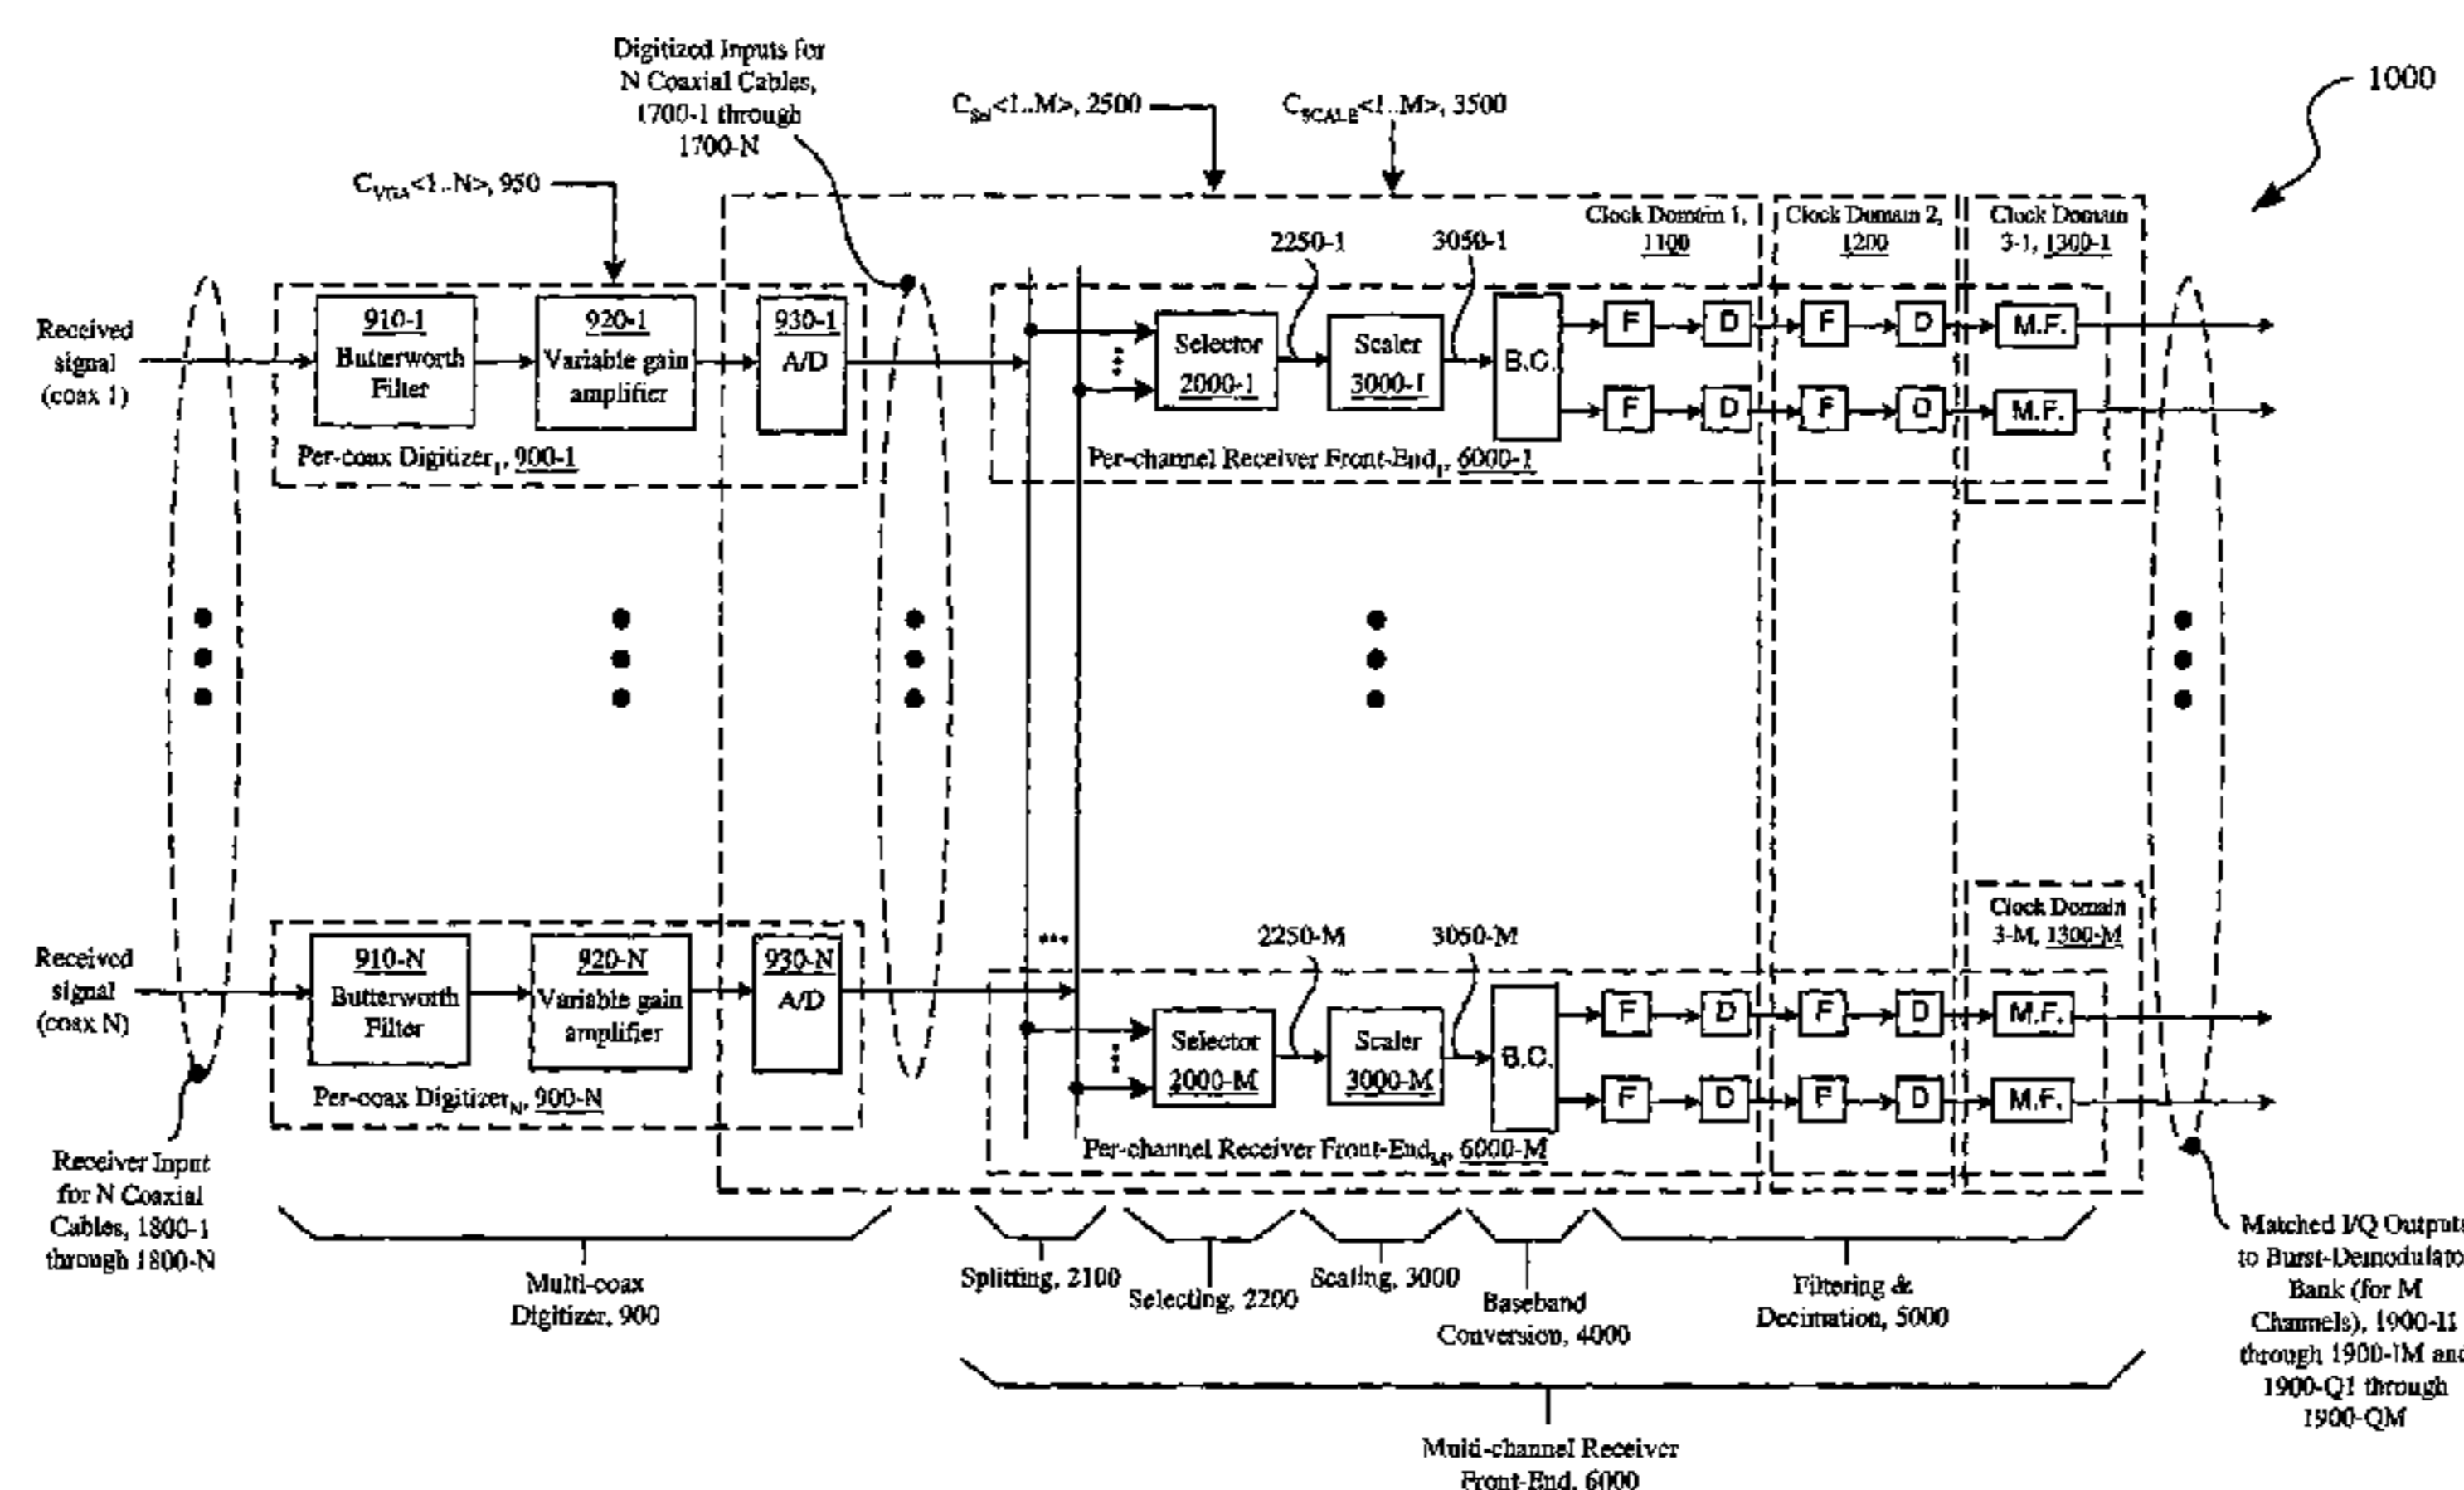 Digitized Inputs for
N Coaxial Cables,
1700-1 through
1700-N
C_Sel<1..M>, 2500
C_SCALE<1..M>, 3500
1000
C_VGA<1..N>, 950
Clock Domain 1,
1100
Clock Domain 2,
1200
Clock Domain
3-1, 1300-1
2250-1
3050-1
Received
signal
(coax 1)
910-1
Butterworth
Filter
920-1
Variable gain
amplifier
930-1
A/D
Selector
2000-1
Scaler
3000-1
B.C.
F D F D M.F.
F D F D M.F.
Per-coax Digitizer_1, 900-1
Per-channel Receiver Front-End_1, 6000-1
Clock Domain
3-M, 1300-M
2250-M
3050-M
Received
signal
(coax N)
910-N
Butterworth
Filter
920-N
Variable gain
amplifier
930-N
A/D
Selector
2000-M
Scaler
3000-M
B.C.
F D F D M.F.
F D F D M.F.
Per-coax Digitizer_N, 900-N
Per-channel Receiver Front-End_M, 6000-M
Receiver Input
for N Coaxial
Cables, 1800-1
through 1800-N
Multi-coax
Digitizer, 900
Splitting, 2100
Selecting, 2200
Scaling, 3000
Baseband
Conversion, 4000
Filtering &
Decimation, 5000
Matched I/Q Outputs
to Burst-Demodulator
Bank (for M
Channels), 1900-I1
through 1900-IM and
1900-Q1 through
1900-QM
Multi-channel Receiver
Front-End, 6000